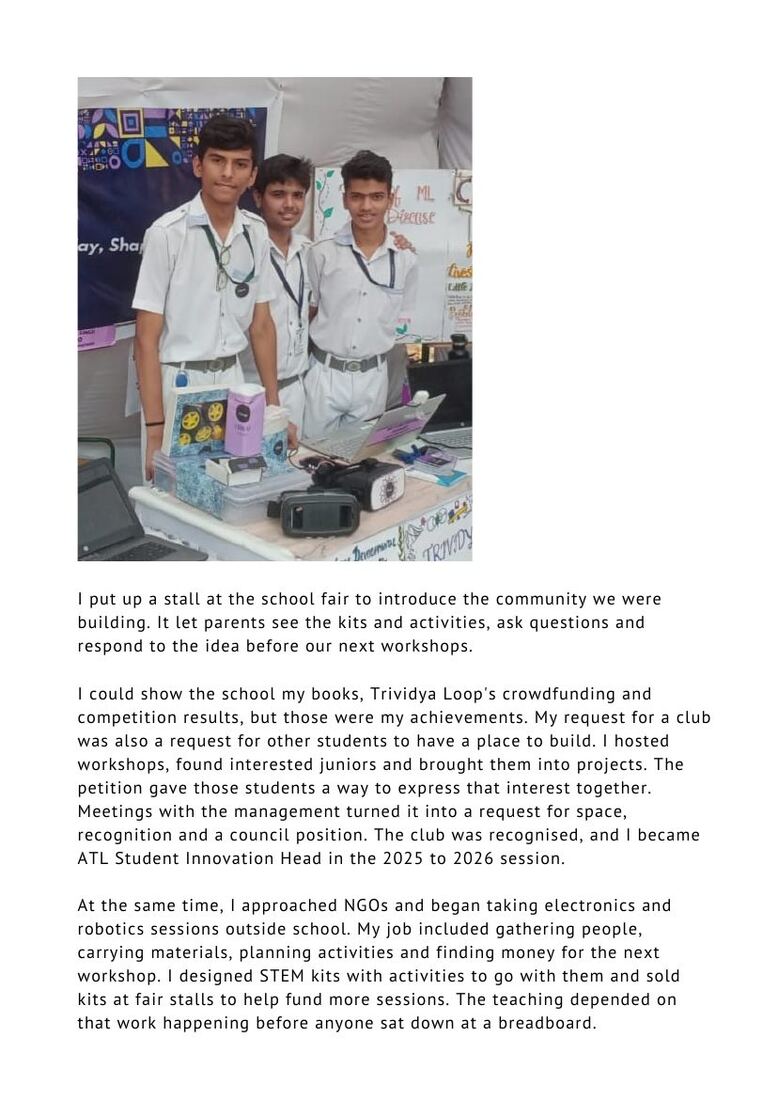 ay, Sha
ML
Disease
TRIVIDY
I put up a stall at the school fair to introduce the community we were
building. It let parents see the kits and activities, ask questions and
respond to the idea before our next workshops.
I could show the school my books, Trividya Loop's crowdfunding and
competition results, but those were my achievements. My request for a club
was also a request for other students to have a place to build. I hosted
workshops, found interested juniors and brought them into projects. The
petition gave those students a way to express that interest together.
Meetings with the management turned it into a request for space,
recognition and a council position. The club was recognised, and I became
ATL Student Innovation Head in the 2025 to 2026 session.
At the same time, I approached NGOs and began taking electronics and
robotics sessions outside school. My job included gathering people,
carrying materials, planning activities and finding money for the next
workshop. I designed STEM kits with activities to go with them and sold
kits at fair stalls to help fund more sessions. The teaching depended on
that work happening before anyone sat down at a breadboard.